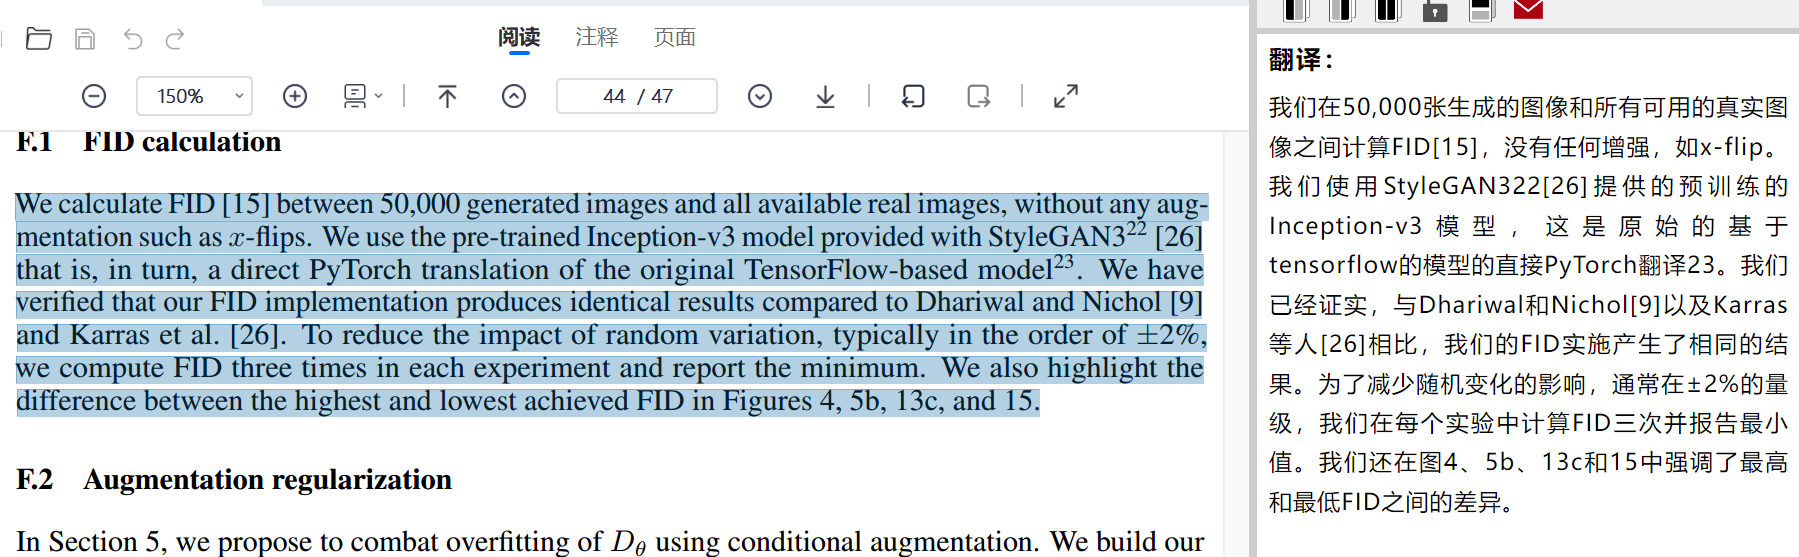 阅读 注释 页面
150% 44 / 47
F.1 FID calculation
We calculate FID [15] between 50,000 generated images and all available real images, without any aug-
mentation such as x-flips. We use the pre-trained Inception-v3 model provided with StyleGAN3²² [26]
that is, in turn, a direct PyTorch translation of the original TensorFlow-based model²³. We have
verified that our FID implementation produces identical results compared to Dhariwal and Nichol [9]
and Karras et al. [26]. To reduce the impact of random variation, typically in the order of ±2%,
we compute FID three times in each experiment and report the minimum. We also highlight the
difference between the highest and lowest achieved FID in Figures 4, 5b, 13c, and 15.
F.2 Augmentation regularization
In Section 5, we propose to combat overfitting of Dθ using conditional augmentation. We build our
翻译：
我们在50,000张生成的图像和所有可用的真实图
像之间计算FID[15]，没有任何增强，如x-flip。
我们使用StyleGAN322[26]提供的预训练的
Inception-v3模型，这是原始的基于
tensorflow的模型的直接PyTorch翻译23。我们
已经证实，与Dhariwal和Nichol[9]以及Karras
等人[26]相比，我们的FID实施产生了相同的结
果。为了减少随机变化的影响，通常在±2%的量
级，我们在每个实验中计算FID三次并报告最小
值。我们还在图4、5b、13c和15中强调了最高
和最低FID之间的差异。